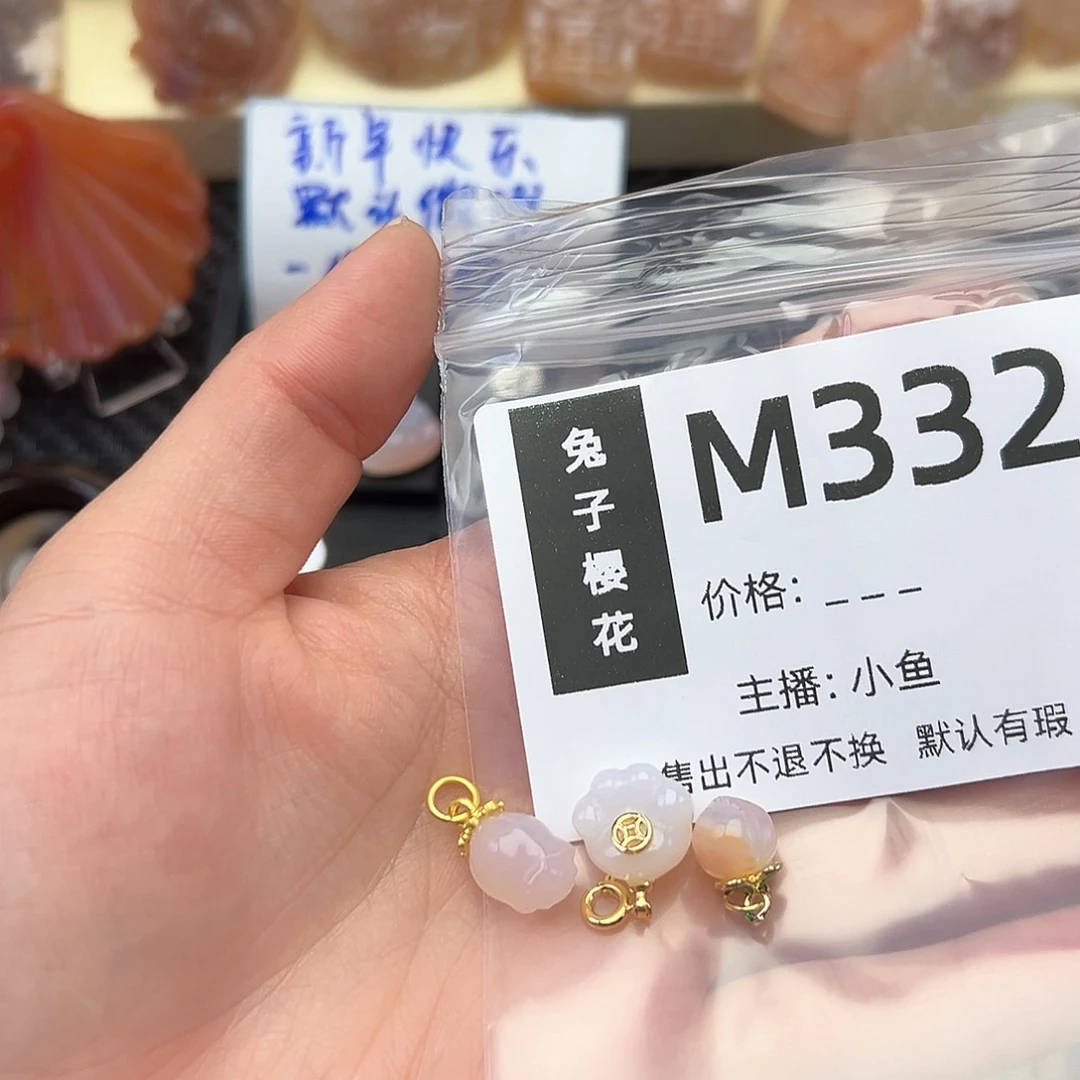 新年快乐
默认
兔子樱花
M332
价格: _ _ _
主播: 小鱼
售出不退不换 默认有瑕